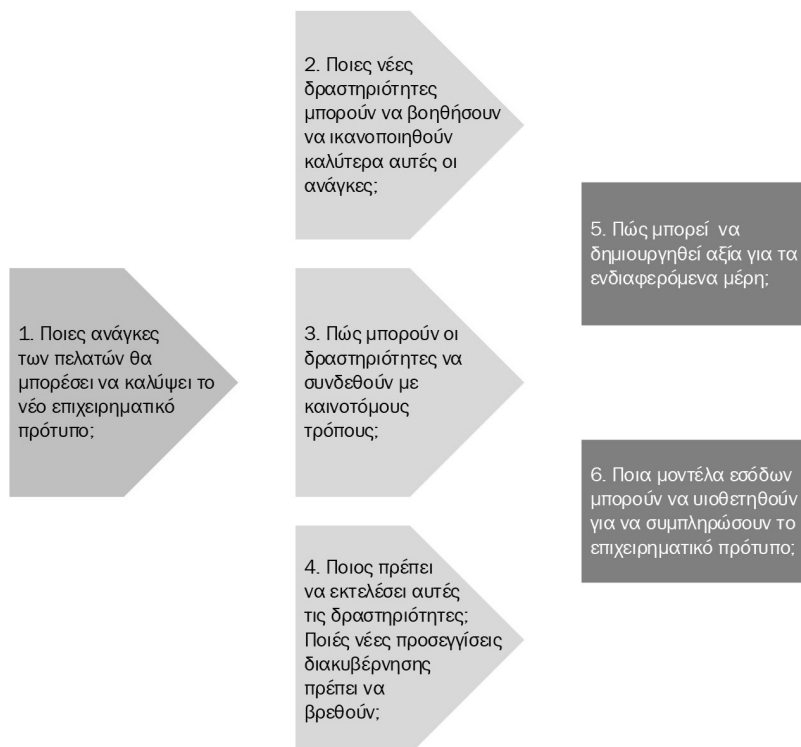 1. Ποιες ανάγκες
των πελατών θα
μπορέσει να καλύψει το
νέο επιχειρηματικό
πρότυπο;
2. Ποιες νέες
δραστηριότητες
μπορούν να βοηθήσουν
να ικανοποιηθούν
καλύτερα αυτές οι
ανάγκες;
3. Πώς μπορούν οι
δραστηριότητες να
συνδεθούν με
καινοτόμους
τρόπους;
4. Ποιος πρέπει
να εκτελέσει αυτές
τις δραστηριότητες;
Ποιές νέες προσεγγίσεις
διακυβέρνησης
πρέπει να
βρεθούν;
5. Πώς μπορεί να
δημιουργηθεί αξία για τα
ενδιαφερόμενα μέρη;
6. Ποια μοντέλα εσόδων
μπορούν να υιοθετηθούν
για να συμπληρώσουν το
επιχειρηματικό πρότυπο;